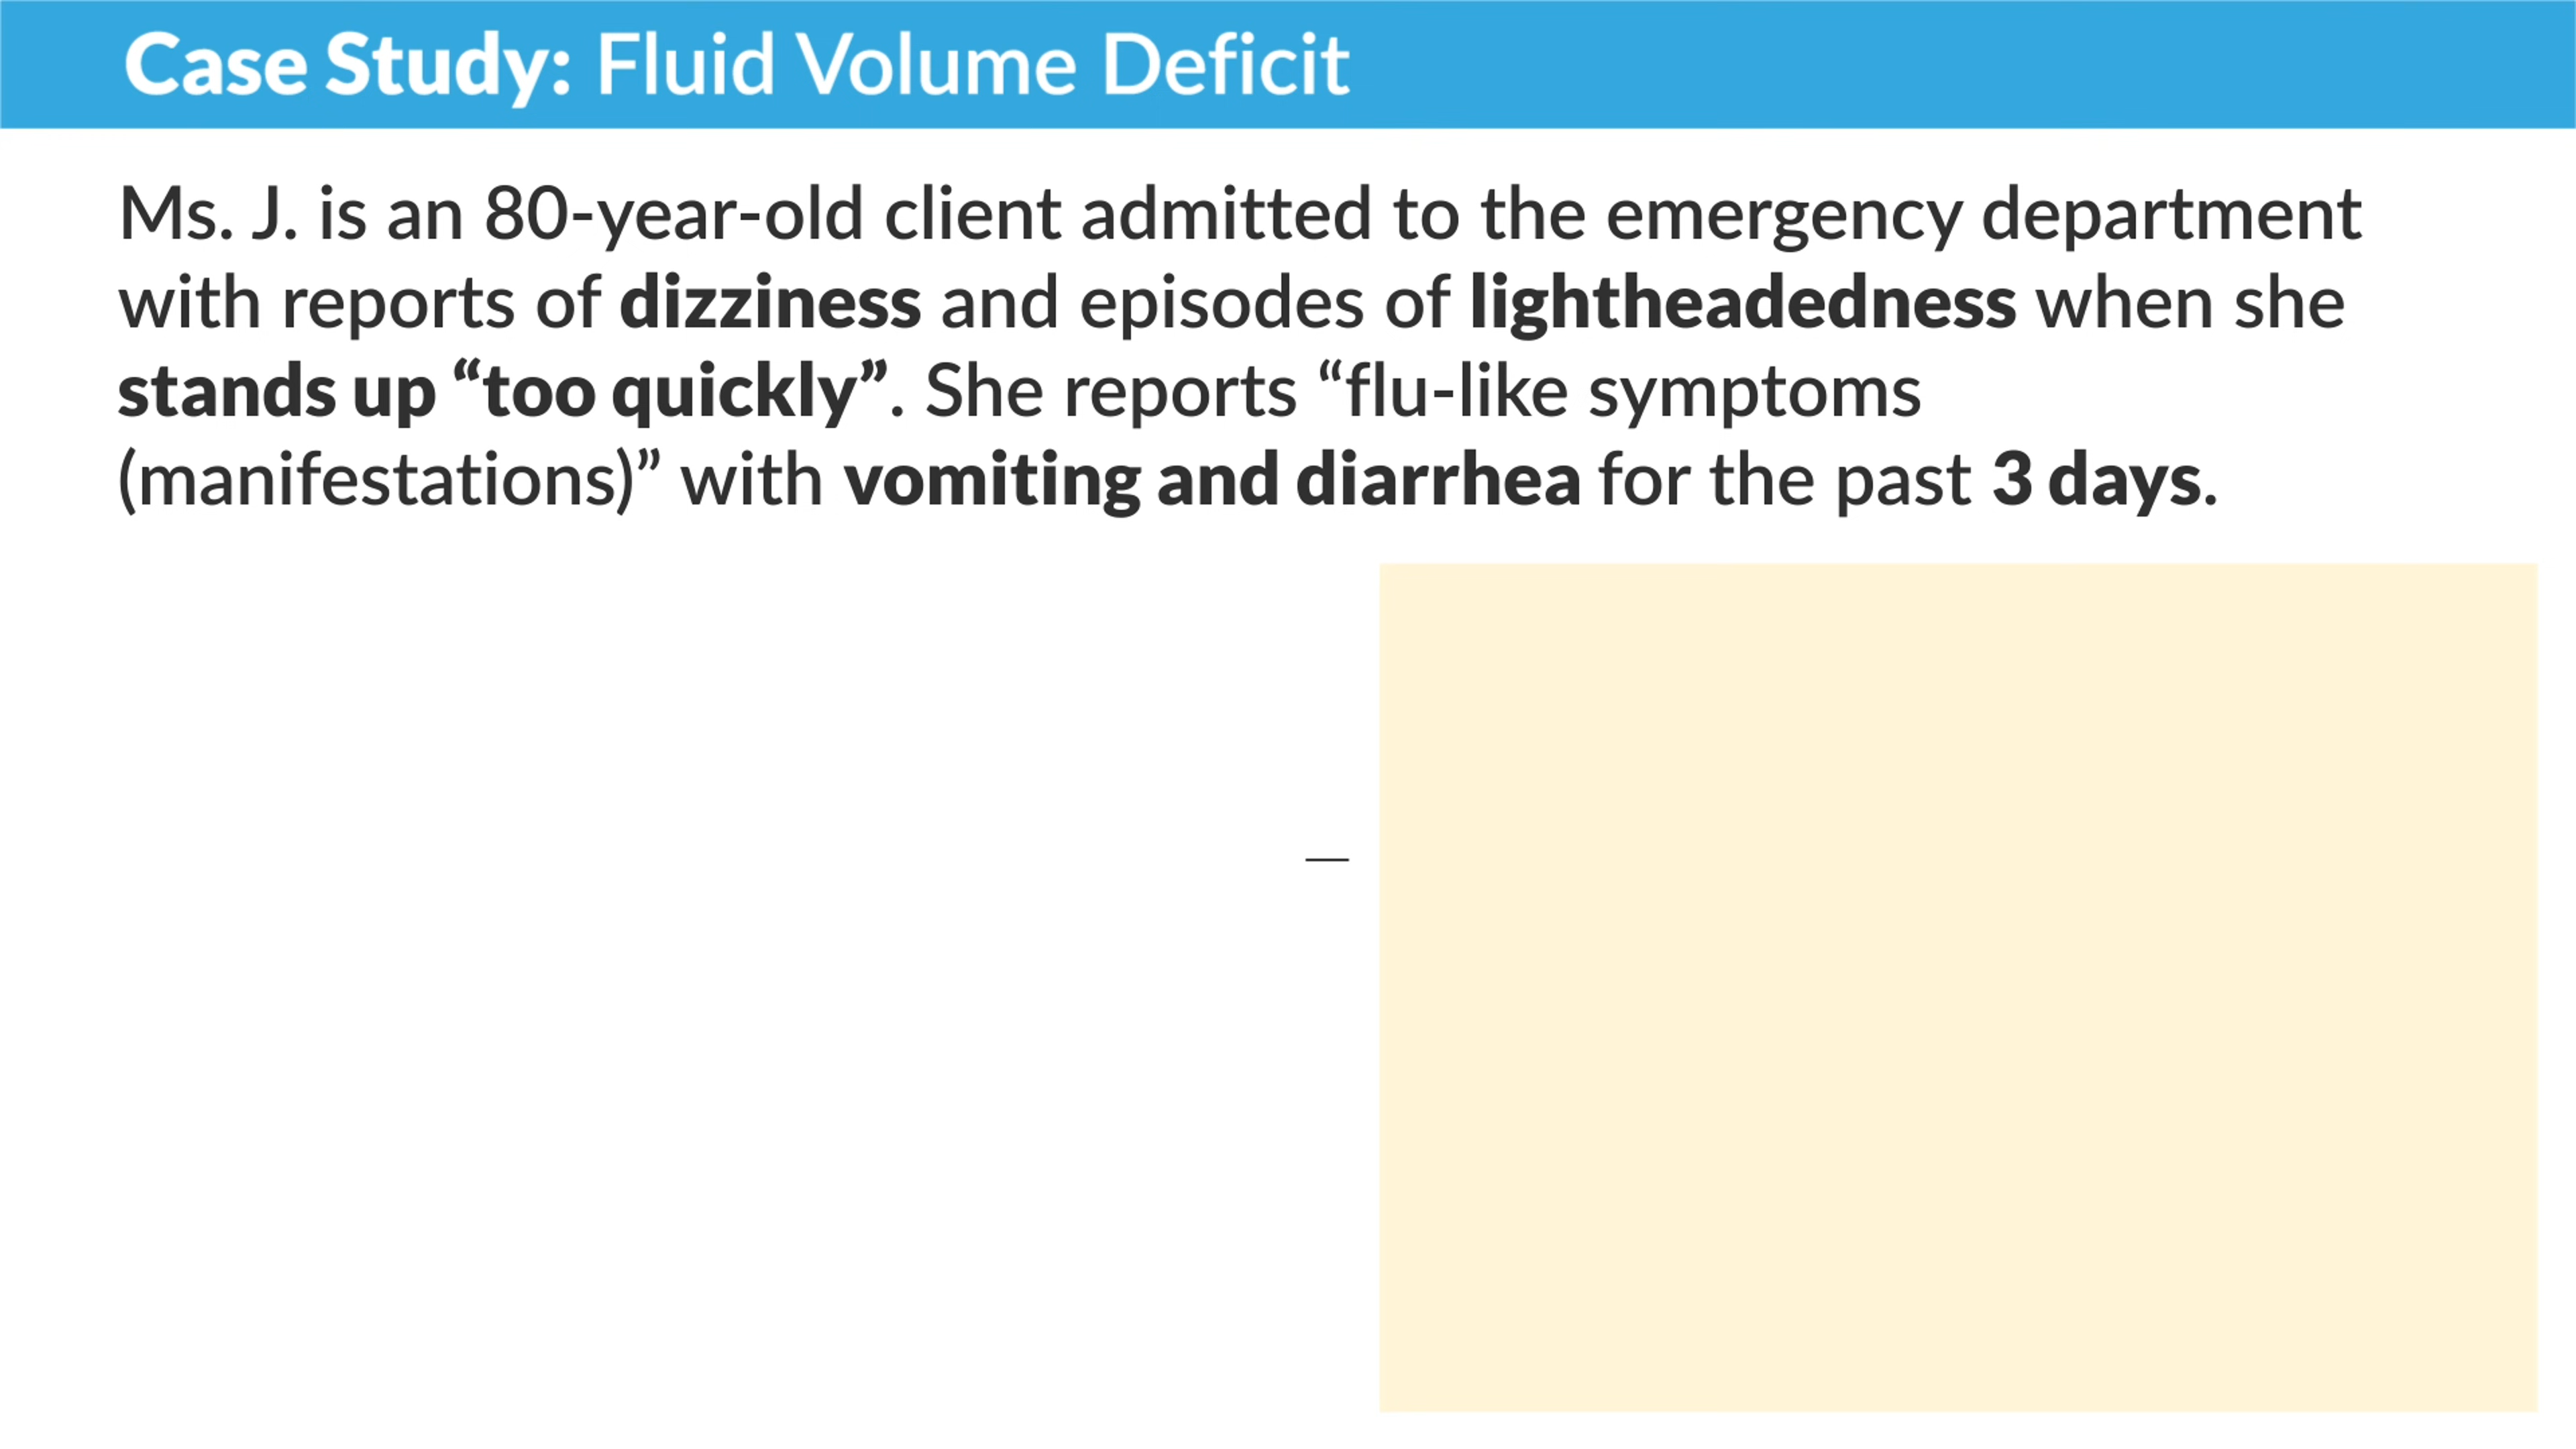 Case Study: Fluid Volume Deficit
Ms. J. is an 80-year-old client admitted to the emergency department
with reports of dizziness and episodes of lightheadedness when she
stands up “too quickly”. She reports “flu-like symptoms
(manifestations)” with vomiting and diarrhea for the past 3 days.